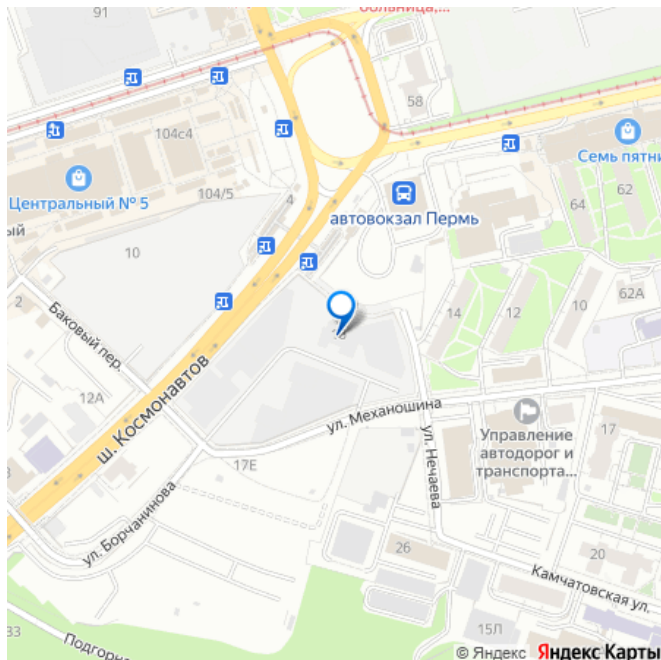 больница,...
91
58
104с4
Семь пятни
62
64
104/5
4
Центральный № 5
автовокзал Пермь
ый
10
2
14
12
10
62А
Баковый пер.
ш. Космонавтов
12А
ул. Механошина
ул. Нечаева
Управление
автодорог и
транспорта...
17
17Е
ул. Борчанинова
26
20
Камчатовская ул.
33
Подгорн
15Л
© Яндекс Яндекс Карты